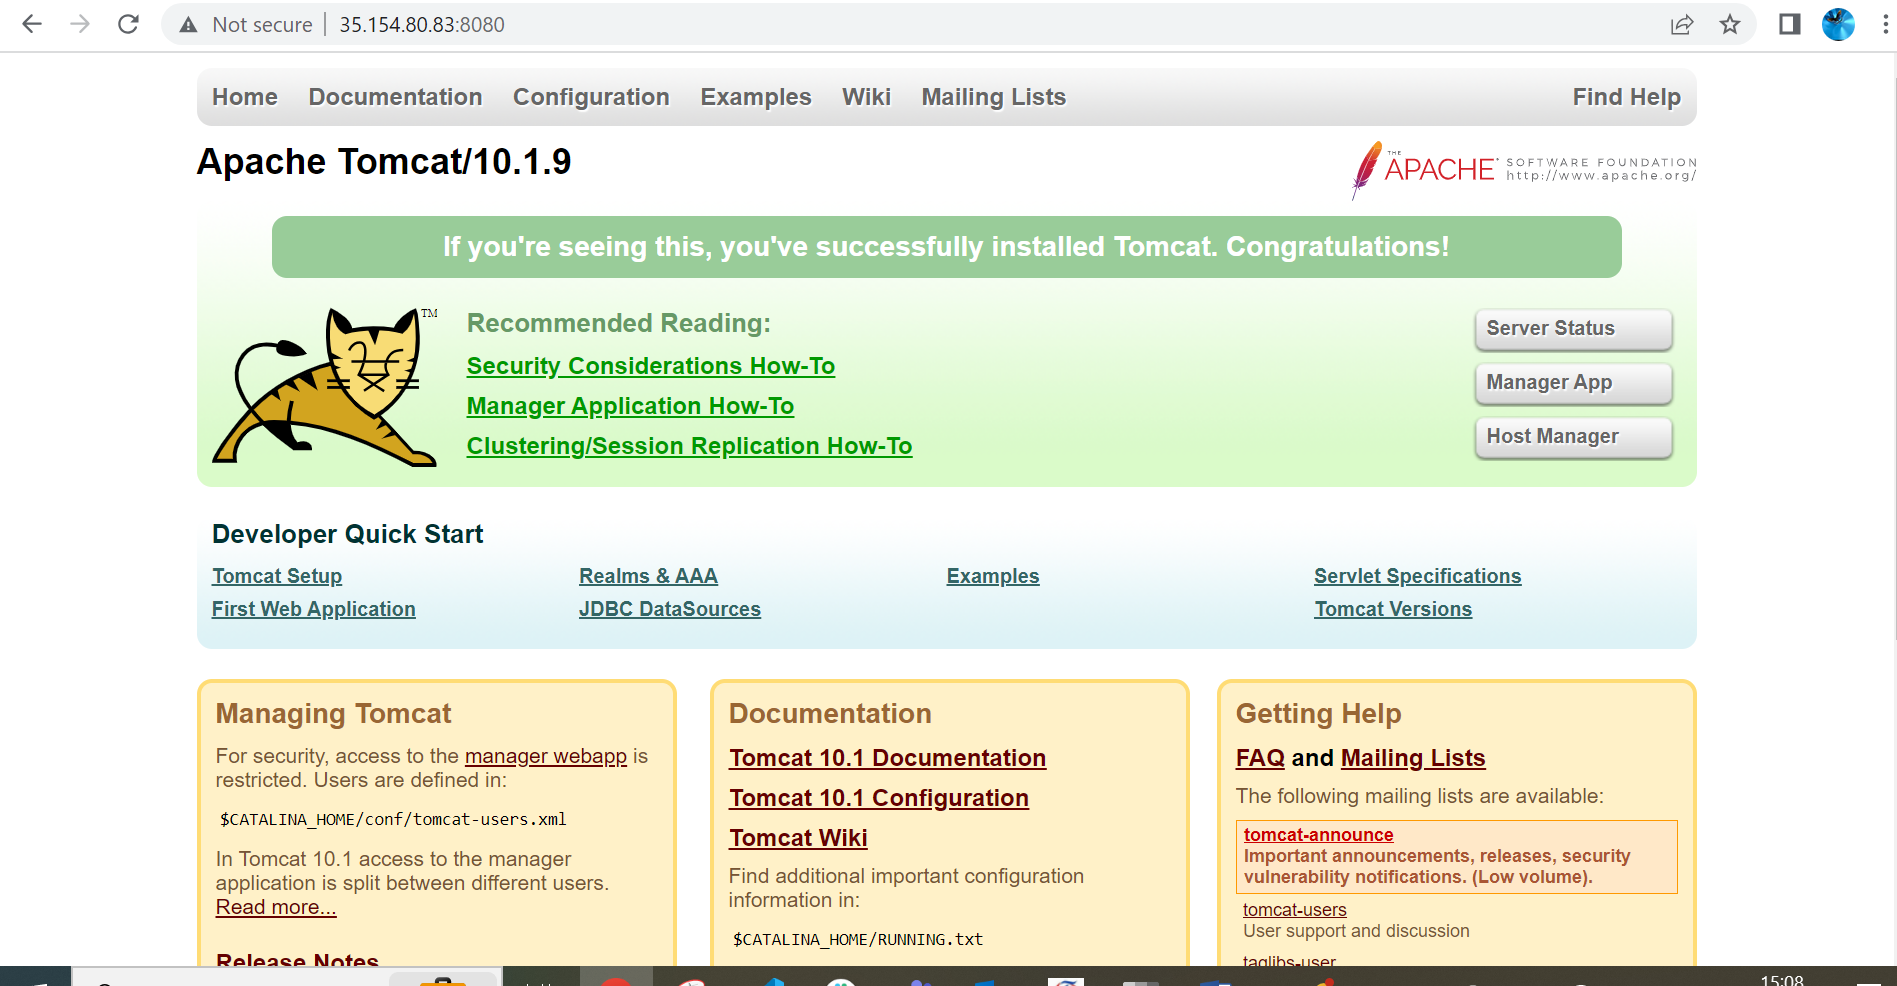 Not secure | 35.154.80.83:8080
Home Documentation Configuration Examples Wiki Mailing Lists Find Help
Apache Tomcat/10.1.9
THE APACHE SOFTWARE FOUNDATION
http://www.apache.org/
If you're seeing this, you've successfully installed Tomcat. Congratulations!
TM
Recommended Reading:
Security Considerations How-To
Manager Application How-To
Clustering/Session Replication How-To
Server Status
Manager App
Host Manager
Developer Quick Start
Tomcat Setup
First Web Application
Realms & AAA
JDBC DataSources
Examples
Servlet Specifications
Tomcat Versions
Managing Tomcat
For security, access to the manager webapp is
restricted. Users are defined in:
$CATALINA_HOME/conf/tomcat-users.xml
In Tomcat 10.1 access to the manager
application is split between different users.
Read more...
Release Notes
Documentation
Tomcat 10.1 Documentation
Tomcat 10.1 Configuration
Tomcat Wiki
Find additional important configuration
information in:
$CATALINA_HOME/RUNNING.txt
Getting Help
FAQ and Mailing Lists
The following mailing lists are available:
tomcat-announce
Important announcements, releases, security
vulnerability notifications. (Low volume).
tomcat-users
User support and discussion
taglibs-user
15:08